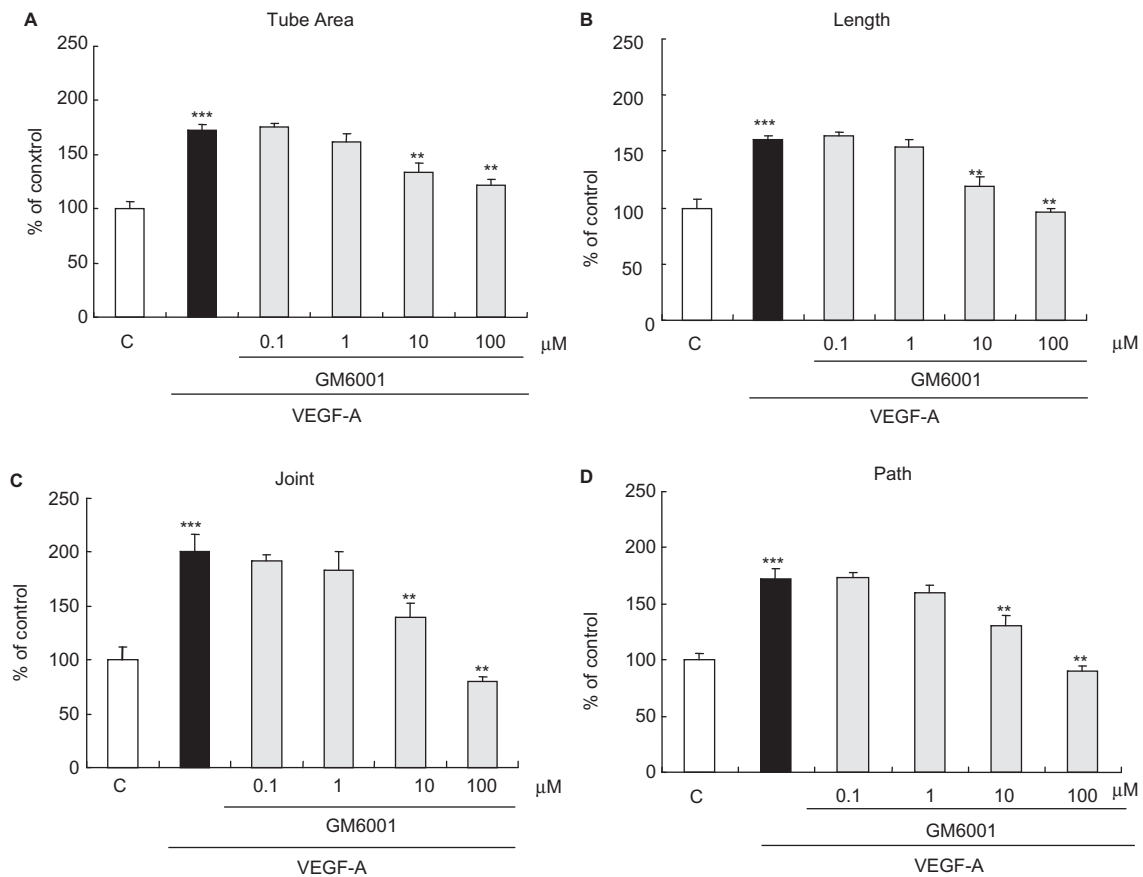 A
Tube Area
% of conxtrol
250
200
150
100
50
0
***
**
**
C
0.1
1
10
100
μM
GM6001
VEGF-A
B
Length
% of control
250
200
150
100
50
0
***
**
**
C
0.1
1
10
100
μM
GM6001
VEGF-A
C
Joint
% of control
250
200
150
100
50
0
***
**
**
C
0.1
1
10
100
μM
GM6001
VEGF-A
D
Path
% of control
250
200
150
100
50
0
***
**
**
C
0.1
1
10
100
μM
GM6001
VEGF-A